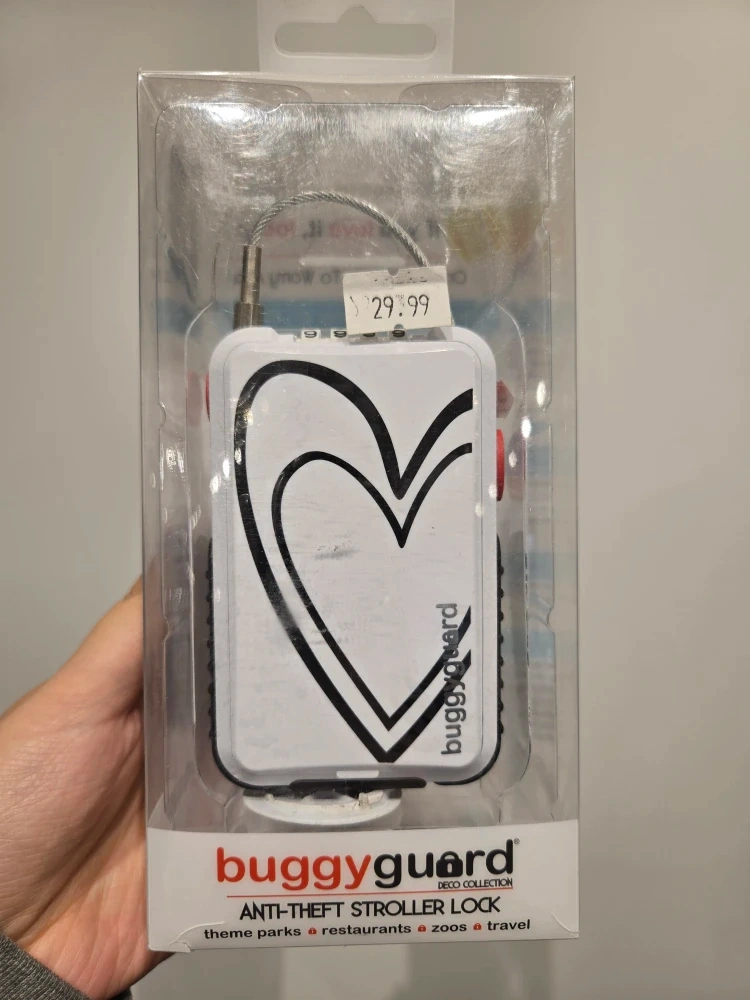 29.99
buggyguard
buggyguard®
DECO COLLECTION
ANTI-THEFT STROLLER LOCK
theme parks restaurants zoos travel